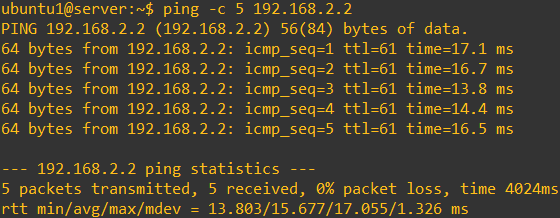 ubuntu1@server:~$ ping -c 5 192.168.2.2
PING 192.168.2.2 (192.168.2.2) 56(84) bytes of data.
64 bytes from 192.168.2.2: icmp_seq=1 ttl=61 time=17.1 ms
64 bytes from 192.168.2.2: icmp_seq=2 ttl=61 time=16.7 ms
64 bytes from 192.168.2.2: icmp_seq=3 ttl=61 time=13.8 ms
64 bytes from 192.168.2.2: icmp_seq=4 ttl=61 time=14.4 ms
64 bytes from 192.168.2.2: icmp_seq=5 ttl=61 time=16.5 ms

--- 192.168.2.2 ping statistics ---
5 packets transmitted, 5 received, 0% packet loss, time 4024ms
rtt min/avg/max/mdev = 13.803/15.677/17.055/1.326 ms